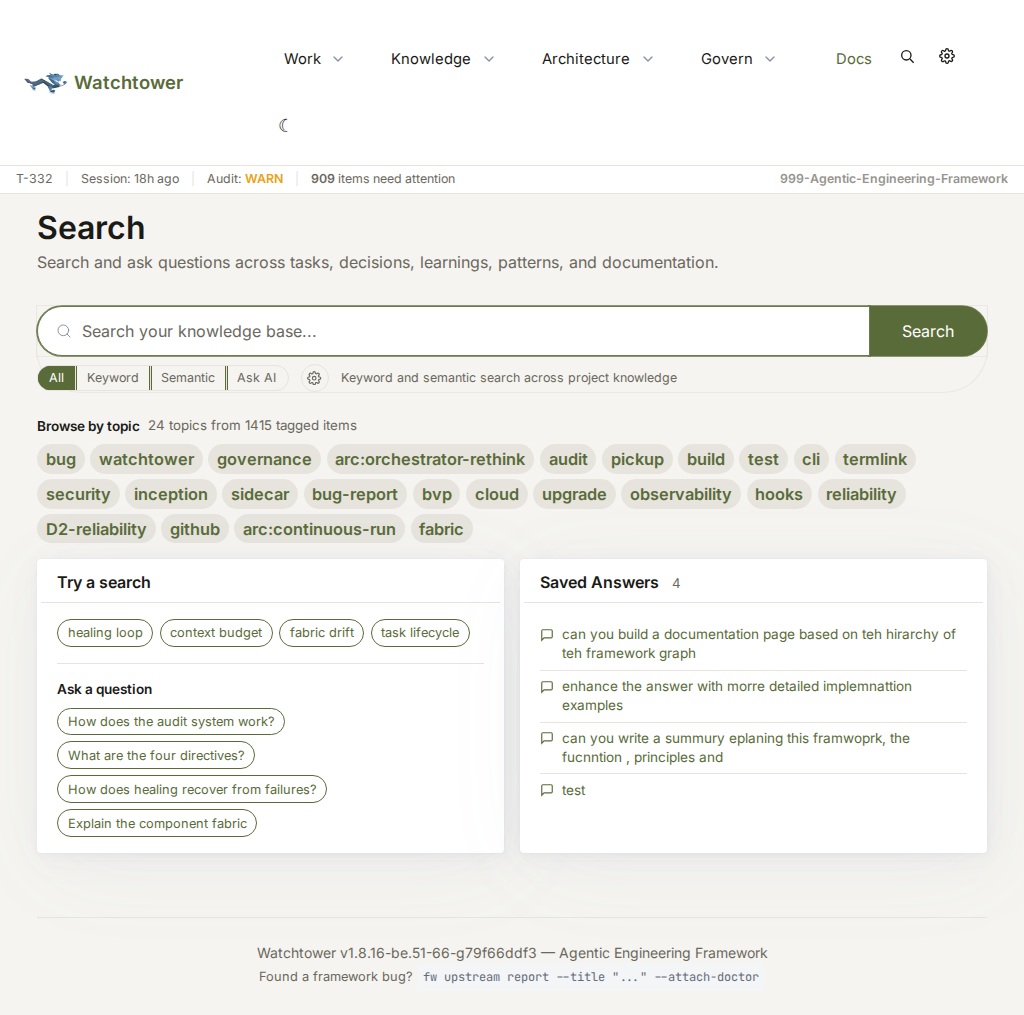 Watchtower
Work
Knowledge
Architecture
Govern
Docs
T-332
Session: 18h ago
Audit: WARN
909 items need attention
999-Agentic-Engineering-Framework
Search
Search and ask questions across tasks, decisions, learnings, patterns, and documentation.
Search your knowledge base...
Search
All
Keyword
Semantic
Ask AI
Keyword and semantic search across project knowledge
Browse by topic 24 topics from 1415 tagged items
bug watchtower governance arc:orchestrator-rethink audit pickup build test cli termlink
security inception sidecar bug-report bvp cloud upgrade observability hooks reliability
D2-reliability github arc:continuous-run fabric
Try a search
healing loop context budget fabric drift task lifecycle
Ask a question
How does the audit system work?
What are the four directives?
How does healing recover from failures?
Explain the component fabric
Saved Answers 4
can you build a documentation page based on teh hirarchy of
teh framework graph
enhance the answer with morre detailed implemnattion
examples
can you write a summury eplaning this framwoprk, the
fucnntion , principles and
test
Watchtower v1.8.16-be.51-66-g79f66ddf3 — Agentic Engineering Framework
Found a framework bug? fw upstream report --title "..." --attach-doctor